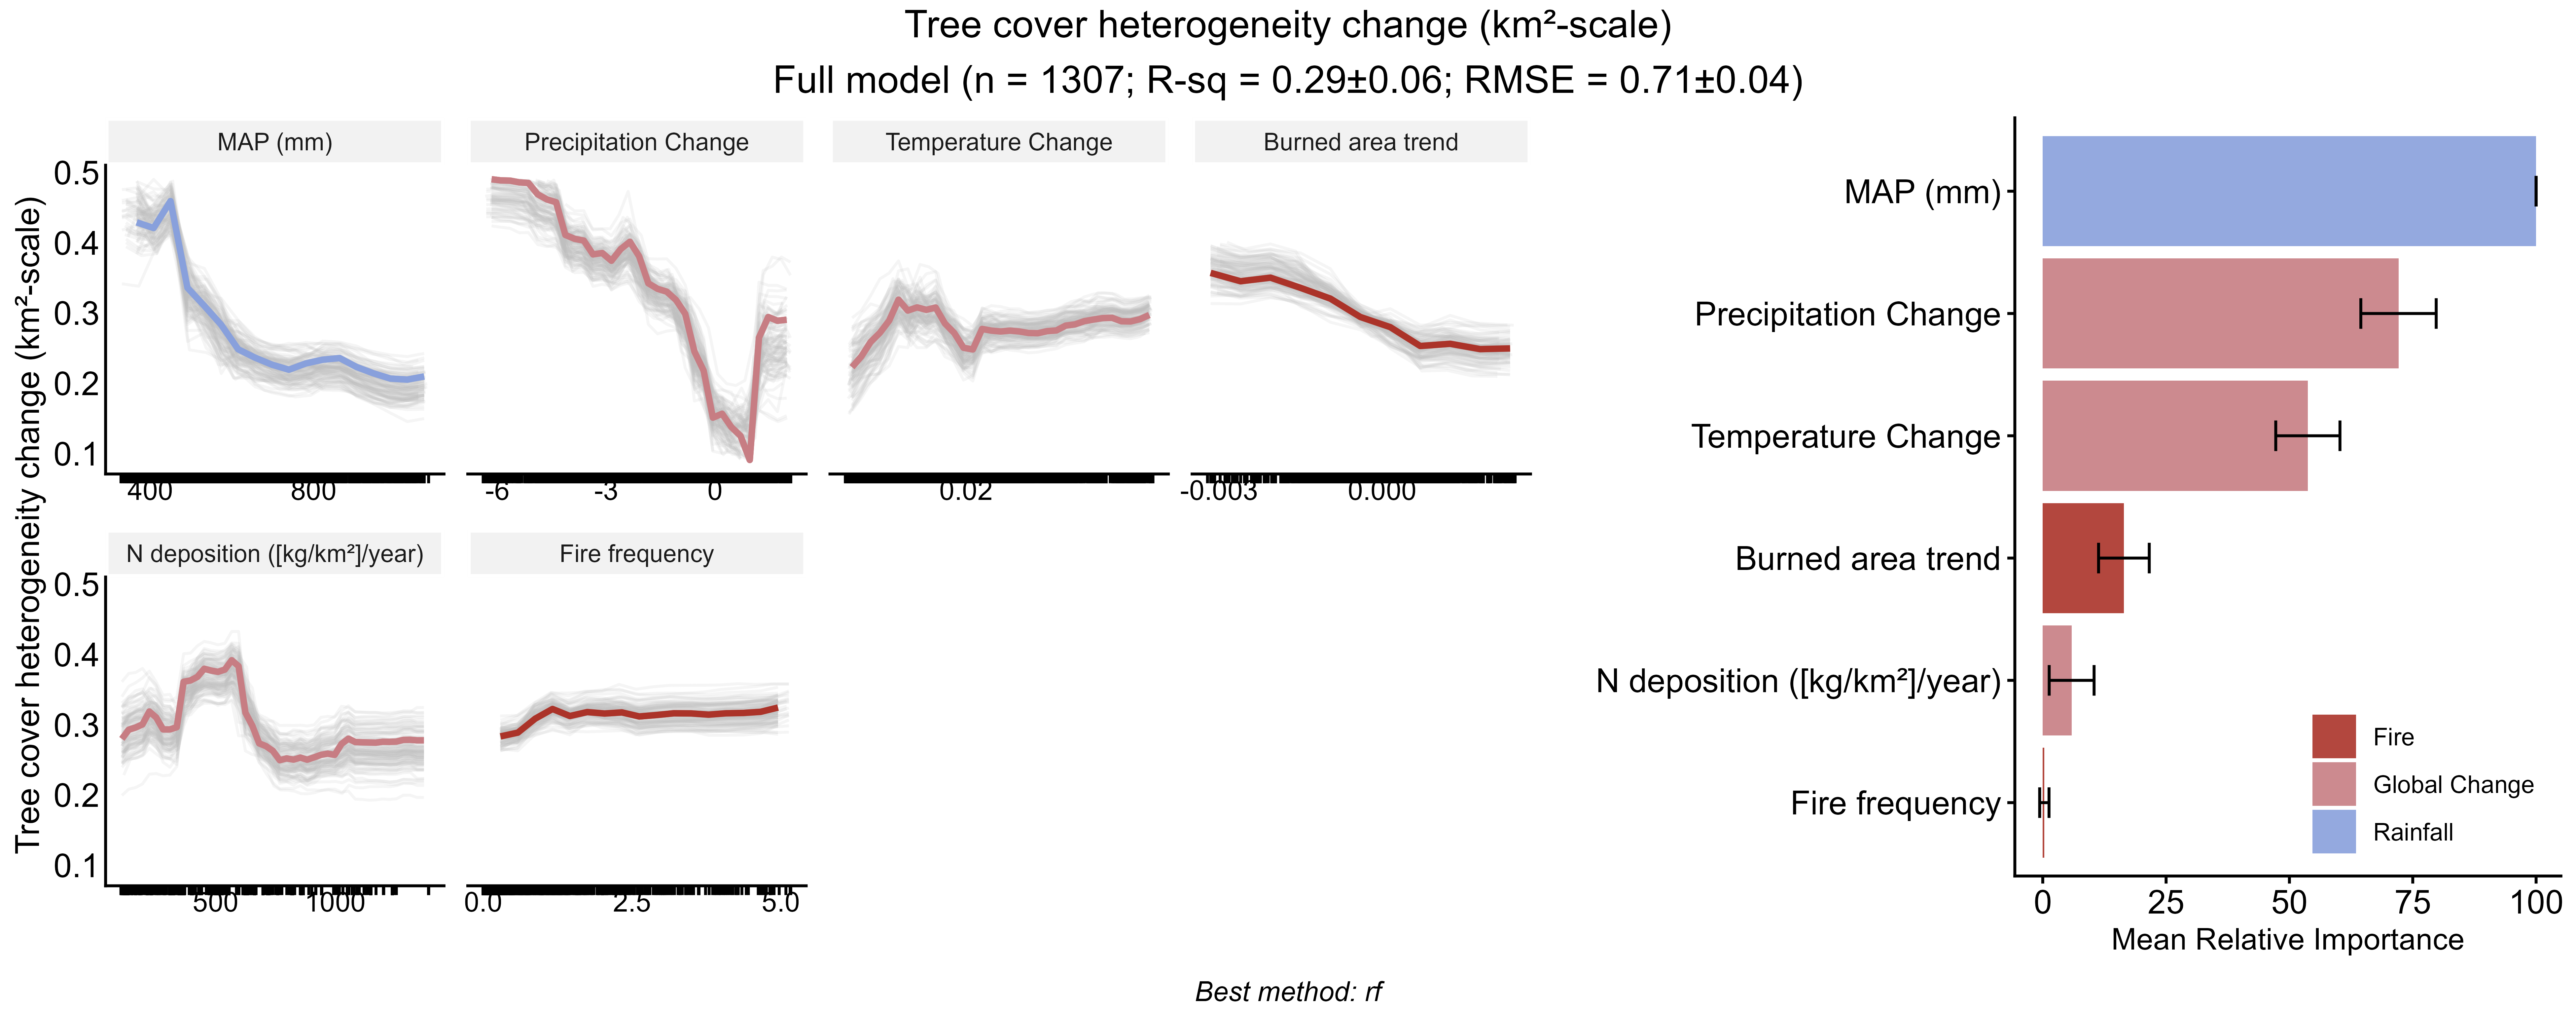 Tree cover heterogeneity change (km²-scale)
Full model (n = 1307; R-sq = 0.29±0.06; RMSE = 0.71±0.04)
Tree cover heterogeneity change (km²-scale)
MAP (mm)
Precipitation Change
Temperature Change
Burned area trend
0.5
0.4
0.3
0.2
0.1
400 800
-6 -3 0
0.02
-0.003 0.000
N deposition ([kg/km²]/year)
Fire frequency
0.5
0.4
0.3
0.2
0.1
500 1000
0.0 2.5 5.0
MAP (mm)
Precipitation Change
Temperature Change
Burned area trend
N deposition ([kg/km²]/year)
Fire frequency
Fire
Global Change
Rainfall
0 25 50 75 100
Mean Relative Importance
Best method: rf